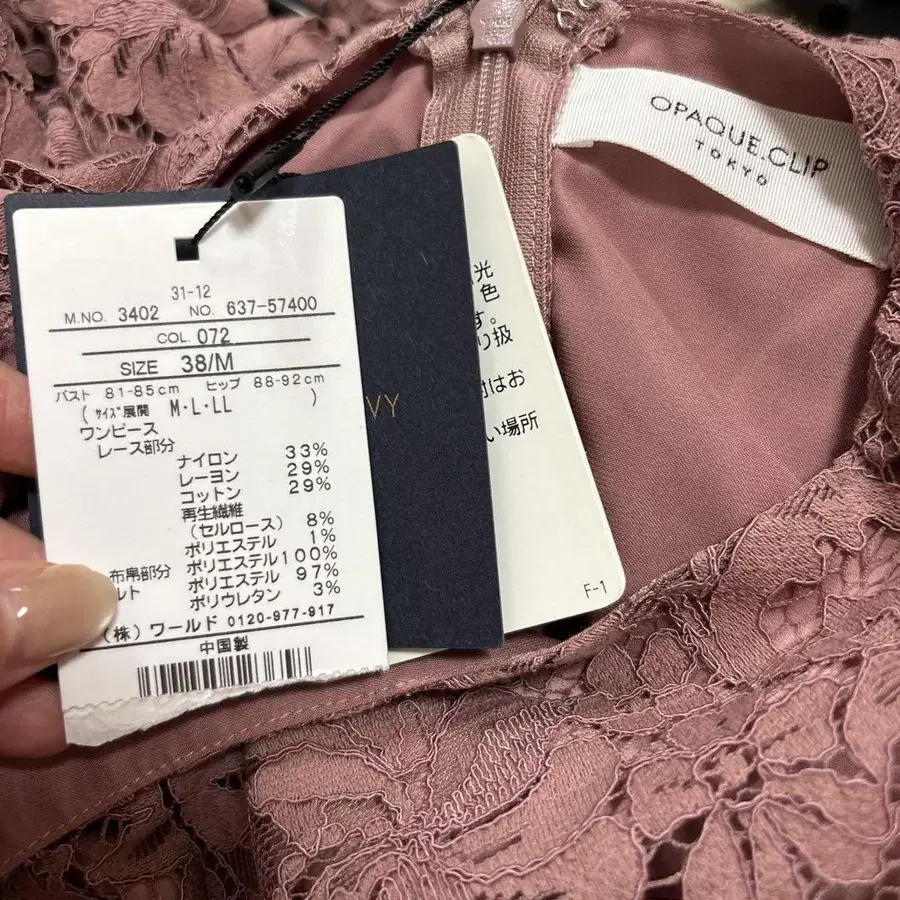 OPAQUE.CLIP
TOKYO
31-12
M.NO. 3402 NO. 637-57400
COL. 072
SIZE 38/M
バスト 81-85cm ヒップ 88-92cm
( サイズ展開 M・L・LL )
ワンピース
レース部分
ナイロン 33%
レーヨン 29%
コットン 29%
再生繊維
(セルロース) 8%
ポリエステル 1%
ポリエステル 100%
布帛部分 ポリエステル 97%
ルト ポリウレタン 3%
(株)ワールド 0120-977-917
中国製
VY
光
色
す。
り扱
はお
い場所
F-1